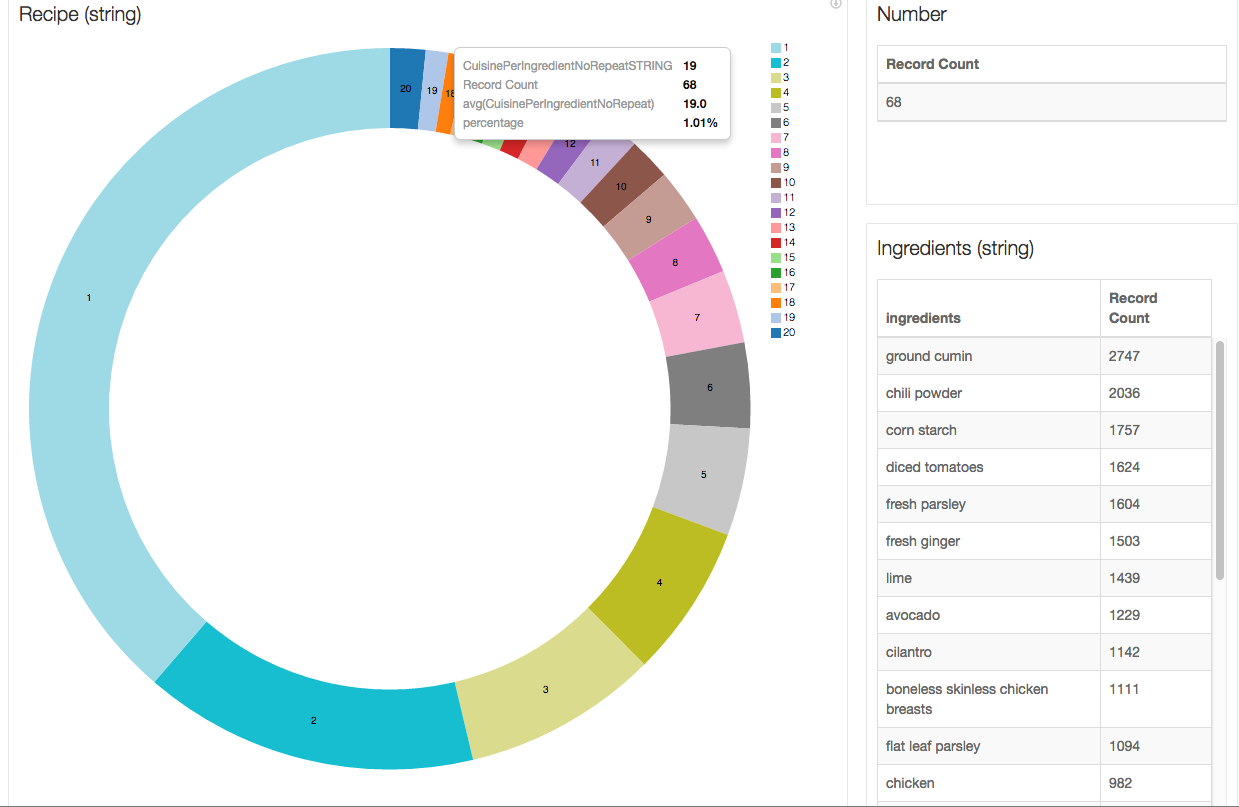 Recipe (string)
20
19
18
12
11
10
9
8
7
6
5
4
3
2
1
CuisinePerIngredientNoRepeatSTRING 19
Record Count 68
avg(CuisinePerIngredientNoRepeat) 19.0
percentage 1.01%
1
2
3
4
5
6
7
8
9
10
11
12
13
14
15
16
17
18
19
20
Number
Record Count
68
Ingredients (string)
ingredients Record Count
ground cumin 2747
chili powder 2036
corn starch 1757
diced tomatoes 1624
fresh parsley 1604
fresh ginger 1503
lime 1439
avocado 1229
cilantro 1142
boneless skinless chicken 1111
breasts
flat leaf parsley 1094
chicken 982